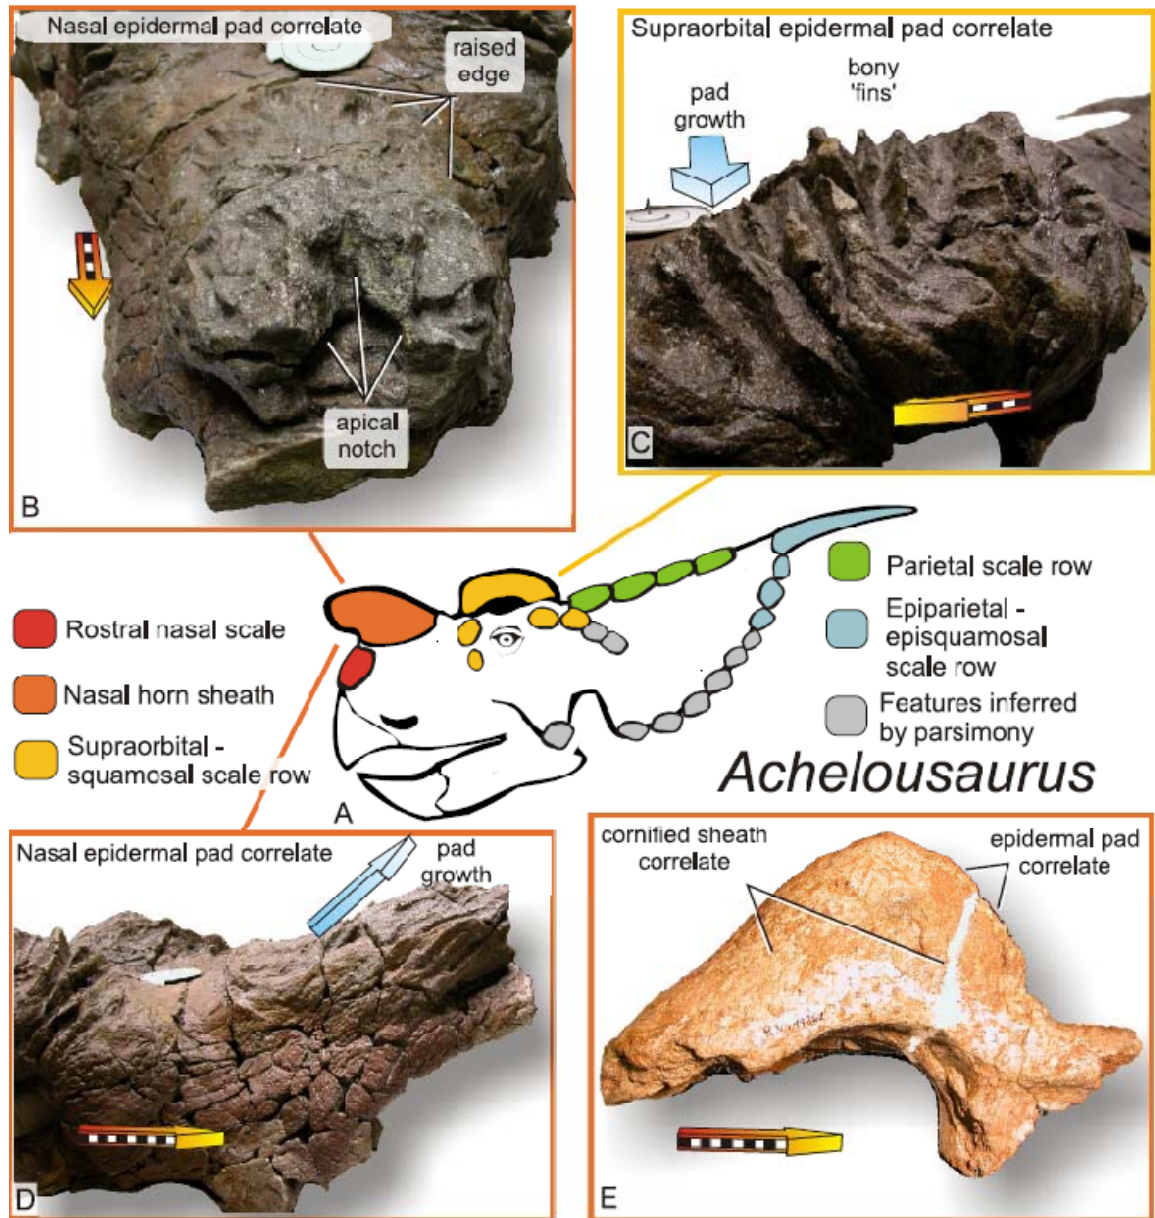 Nasal epidermal pad correlate
raised
edge
apical
notch
B
Supraorbital epidermal pad correlate
bony
'fins'
pad
growth
C
Rostral nasal scale
Nasal horn sheath
Supraorbital -
squamosal scale row
A
Parietal scale row
Epiparietal -
episquamosal
scale row
Features inferred
by parsimony
Achelousaurus
Nasal epidermal pad correlate
pad
growth
D
cornified sheath
correlate
epidermal pad
correlate
E